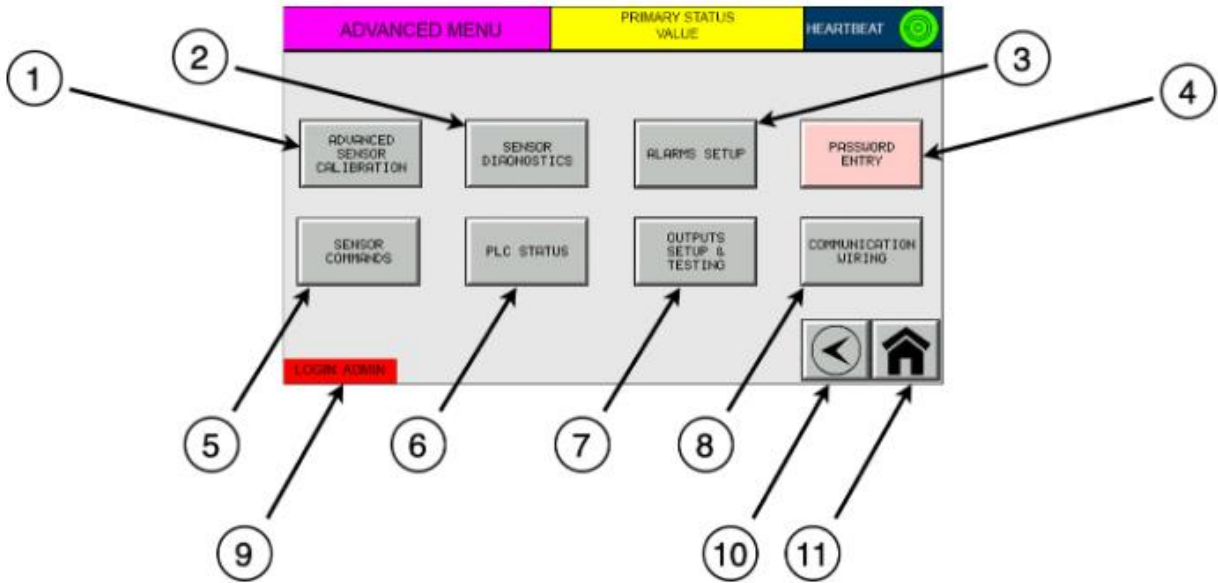 ADVANCED MENU
PRIMARY STATUS
VALUE
HEARTBEAT
1
2
3
4
ADVANCED
SENSOR
CALIBRATION
SENSOR
DIAGNOSTICS
ALARMS SETUP
PASSWORD
ENTRY
SENSOR
COMMANDS
PLC STATUS
OUTPUTS
SETUP &
TESTING
COMMUNICATION
WIRING
LOGIN: ADMIN
5
6
7
8
9
10
11